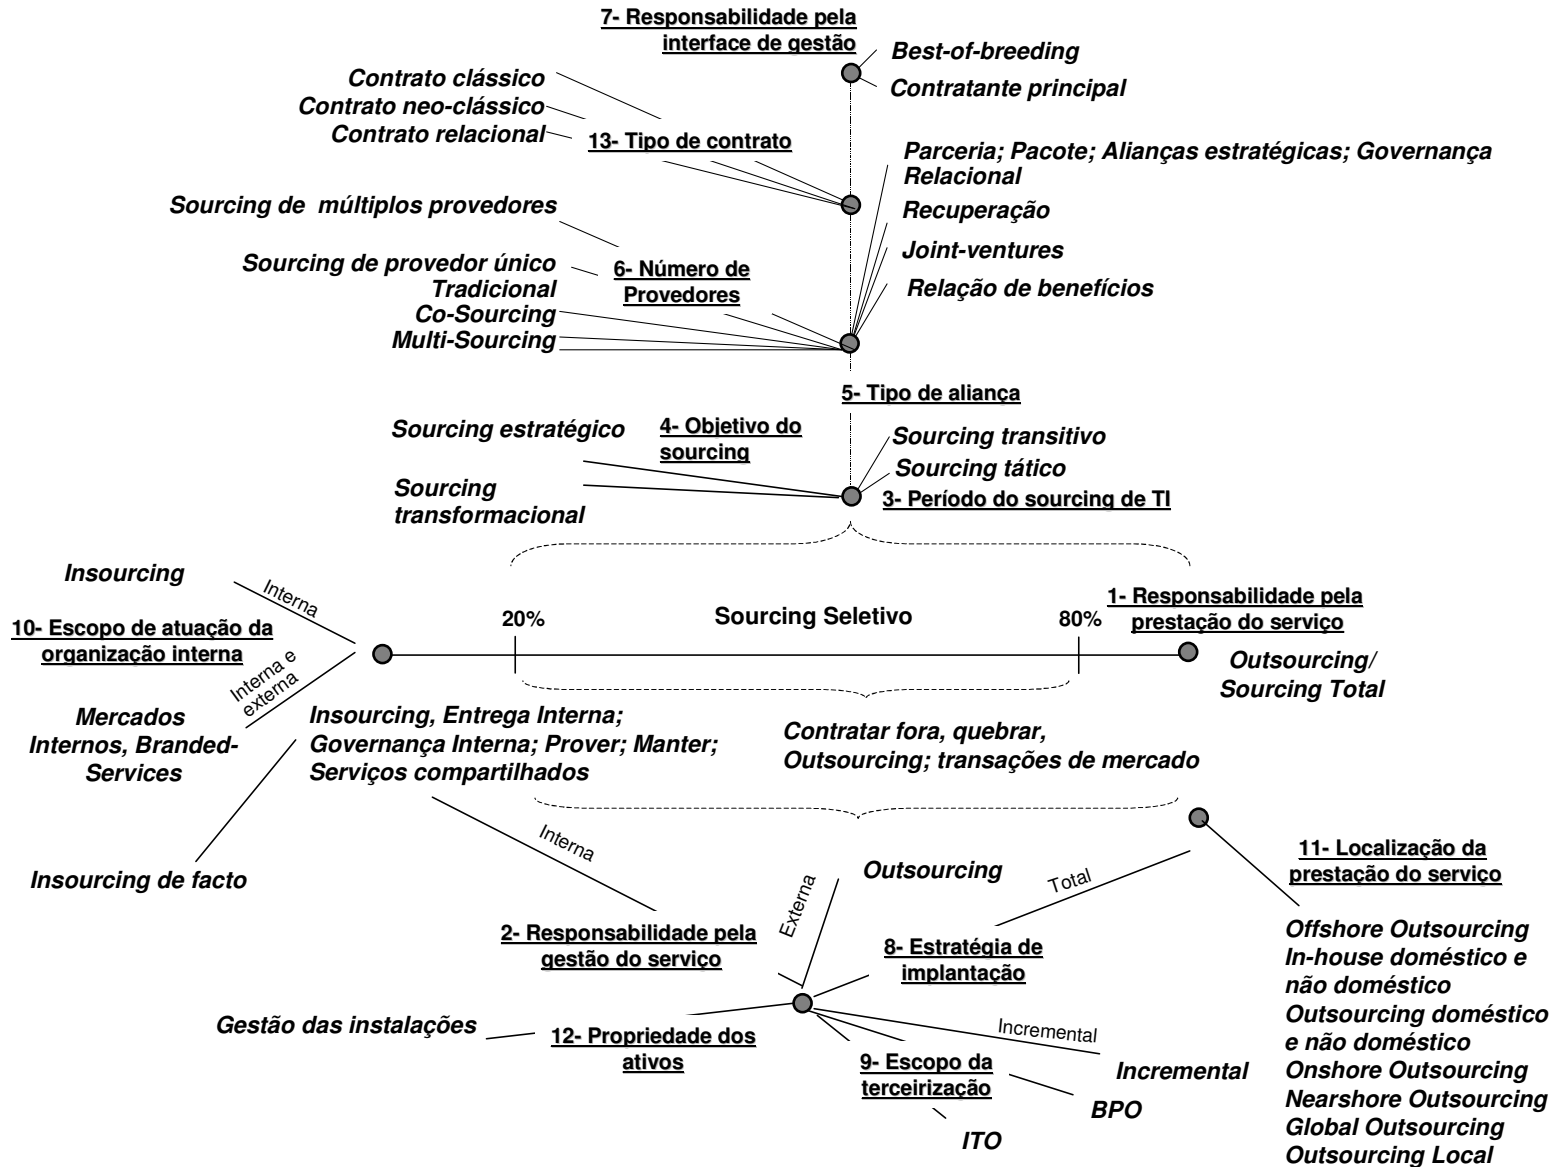 7- Responsabilidade pela
interface de gestão
Best-of-breeding
Contratante principal
Contrato clássico
Contrato neo-clássico
Contrato relacional
13- Tipo de contrato
Parceria; Pacote; Alianças estratégicas; Governança
Relacional
Recuperação
Joint-ventures
Relação de benefícios
Sourcing de múltiplos provedores
Sourcing de provedor único
Tradicional
Co-Sourcing
Multi-Sourcing
6- Número de
Provedores
5- Tipo de aliança
Sourcing estratégico
4- Objetivo do
sourcing
Sourcing transitivo
Sourcing tático
Sourcing
transformacional
3- Período do sourcing de TI
Insourcing
Interna
10- Escopo de atuação da
organização interna
20%
Sourcing Seletivo
80%
1- Responsabilidade pela
prestação do serviço
Outsourcing/
Sourcing Total
Interna e
externa
Mercados
Internos, Branded-
Services
Insourcing, Entrega Interna;
Governança Interna; Prover; Manter;
Serviços compartilhados
Contratar fora, quebrar,
Outsourcing; transações de mercado
Insourcing de facto
Interna
Externa
Outsourcing
Total
11- Localização da
prestação do serviço
2- Responsabilidade pela
gestão do serviço
8- Estratégia de
implantação
Offshore Outsourcing
In-house doméstico e
não doméstico
Outsourcing doméstico
e não doméstico
Onshore Outsourcing
Nearshore Outsourcing
Global Outsourcing
Outsourcing Local
Gestão das instalações
12- Propriedade dos
ativos
Incremental
9- Escopo da
terceirização
Incremental
BPO
ITO